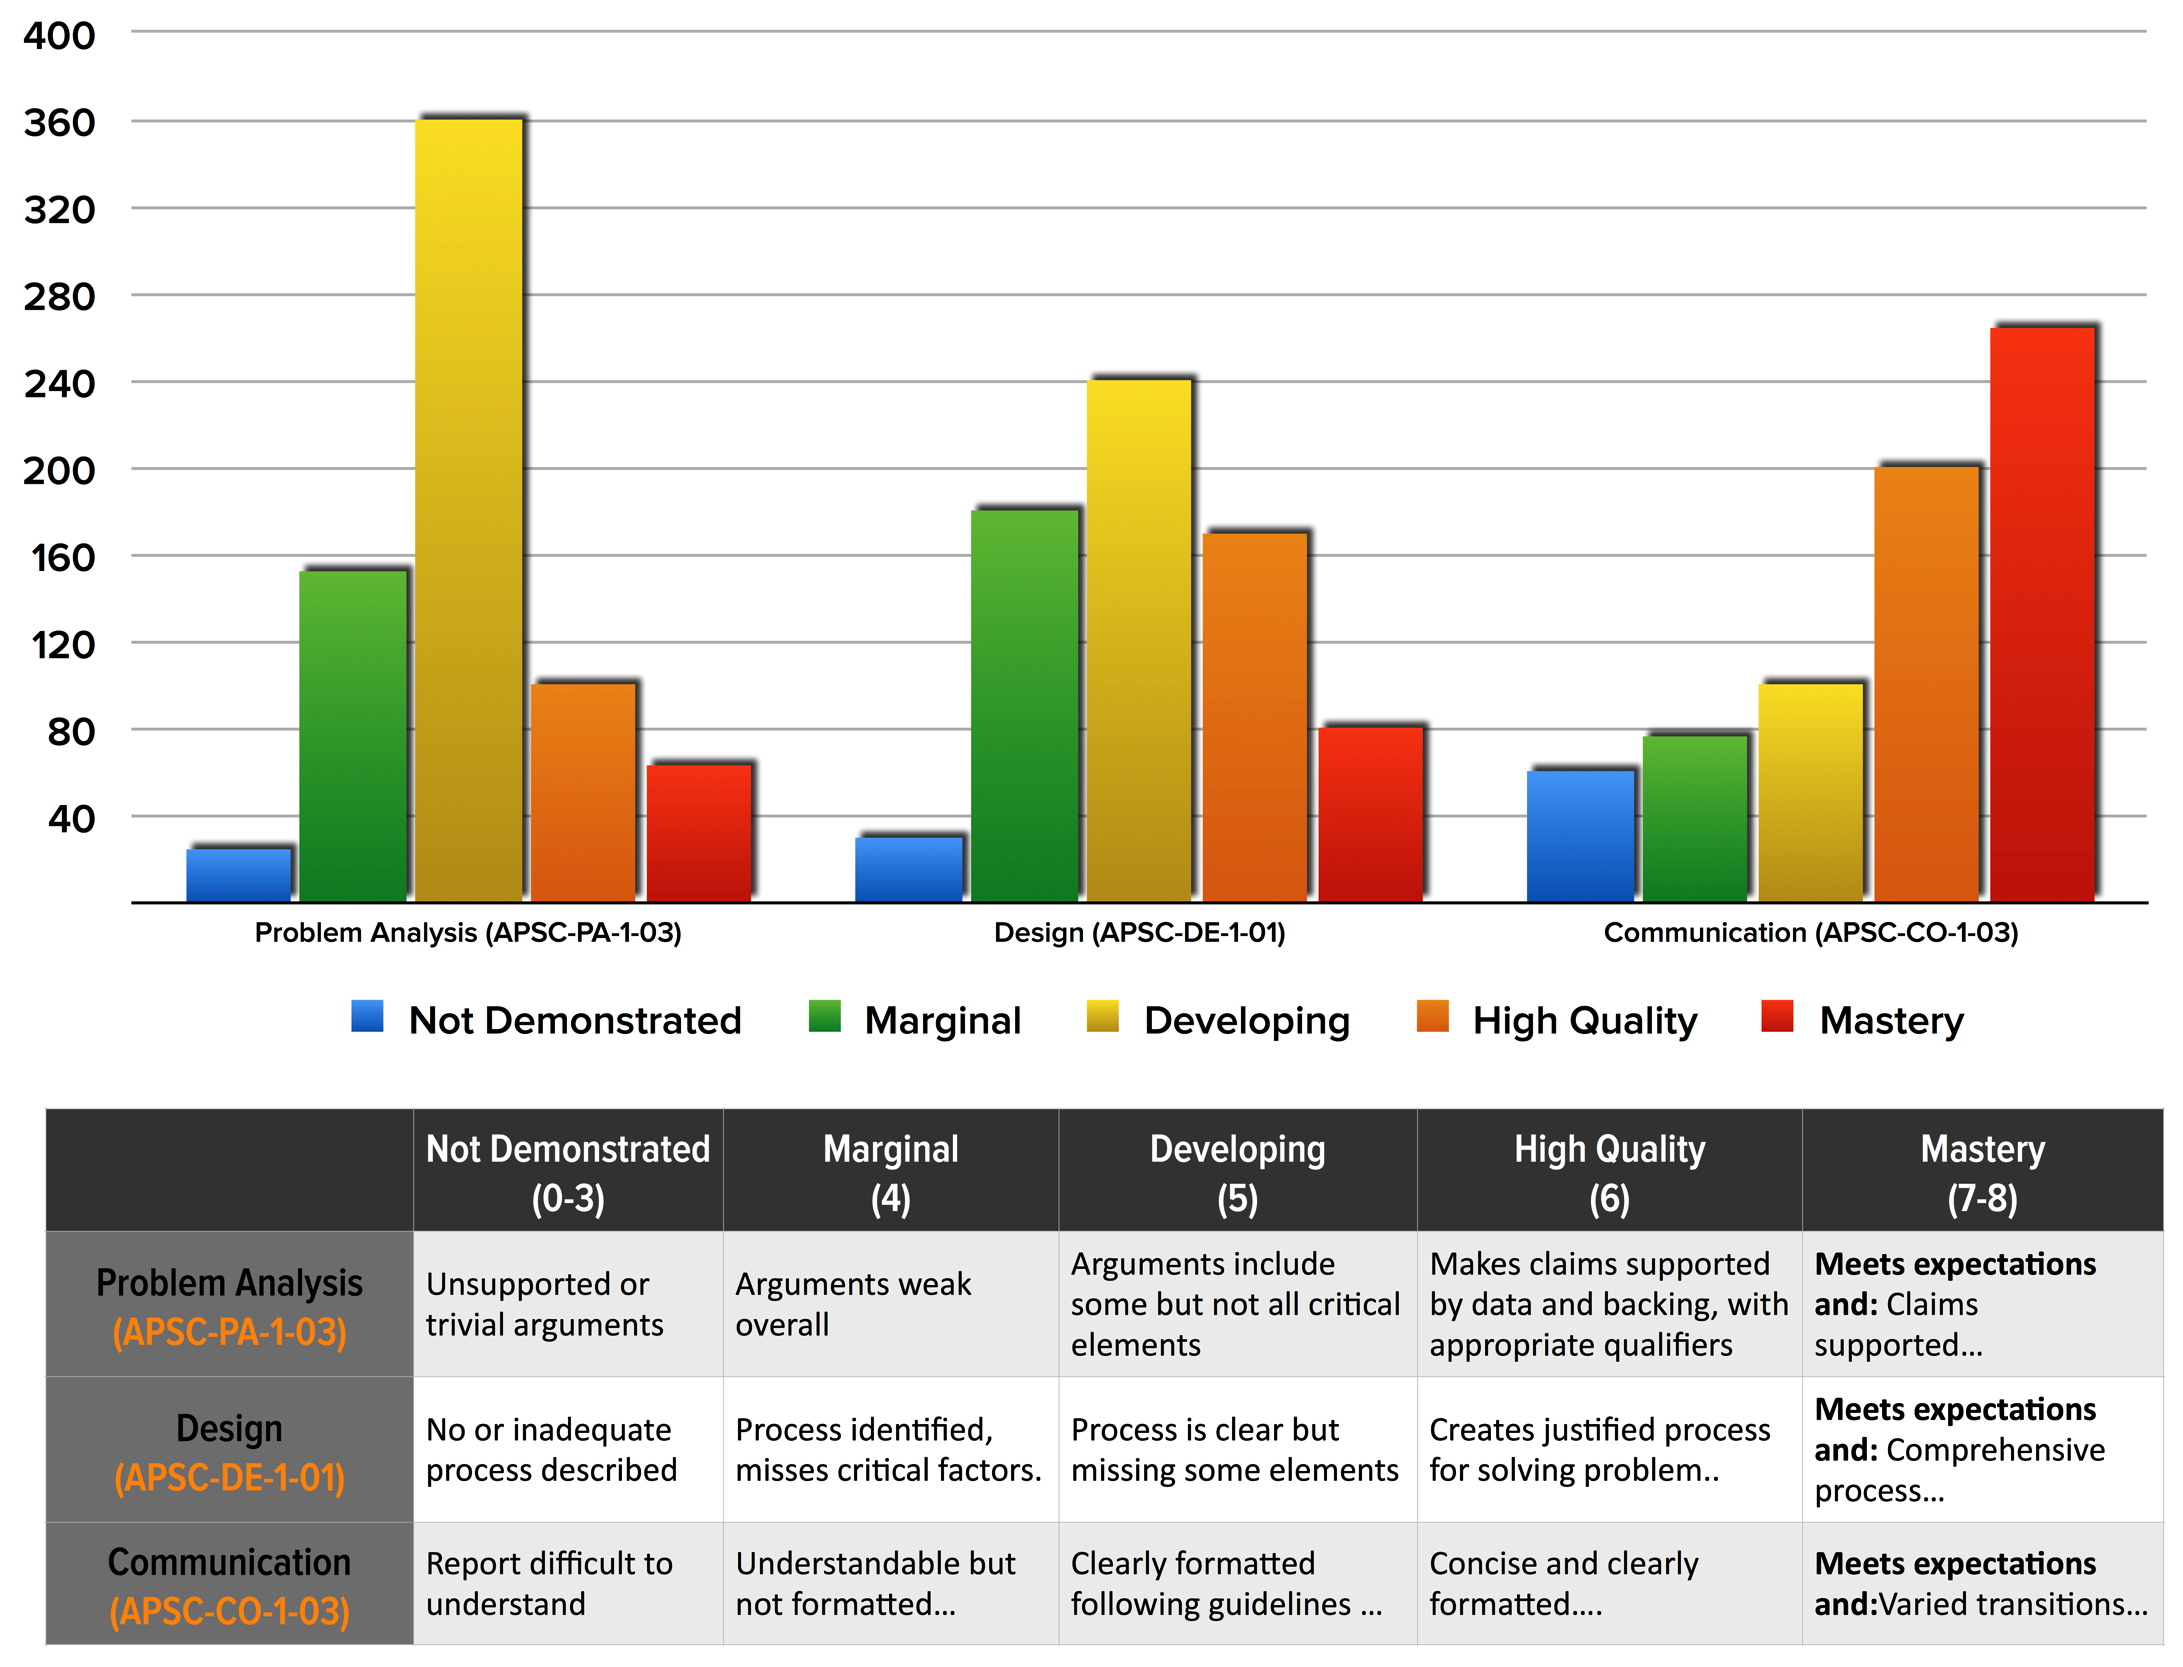 400
360
320
280
240
200
160
120
80
40
Problem Analysis (APSC-PA-1-03)
Design (APSC-DE-1-01)
Communication (APSC-CO-1-03)
Not Demonstrated
Marginal
Developing
High Quality
Mastery
Not Demonstrated
(0-3)
Marginal
(4)
Developing
(5)
High Quality
(6)
Mastery
(7-8)
Problem Analysis
(APSC-PA-1-03)
Unsupported or
trivial arguments
Arguments weak
overall
Arguments include
some but not all critical
elements
Makes claims supported
by data and backing, with
appropriate qualifiers
Meets expectations
and: Claims
supported...
Design
(APSC-DE-1-01)
No or inadequate
process described
Process identified,
misses critical factors.
Process is clear but
missing some elements
Creates justified process
for solving problem..
Meets expectations
and: Comprehensive
process...
Communication
(APSC-CO-1-03)
Report difficult to
understand
Understandable but
not formatted...
Clearly formatted
following guidelines ...
Concise and clearly
formatted....
Meets expectations
and:Varied transitions...